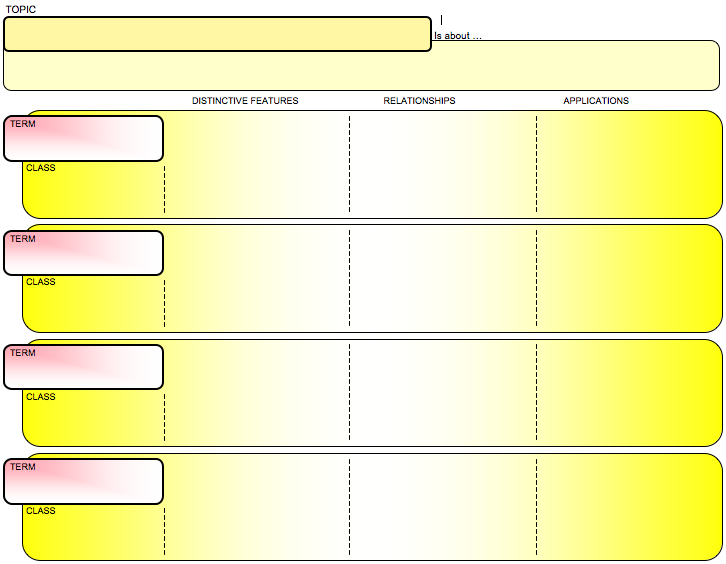 TOPIC
Is about ...
DISTINCTIVE FEATURES RELATIONSHIPS APPLICATIONS
TERM
CLASS
TERM
CLASS
TERM
CLASS
TERM
CLASS